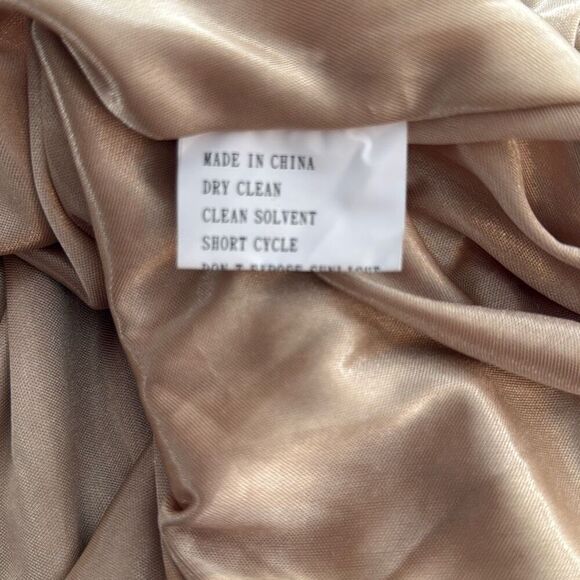 MADE IN CHINA
DRY CLEAN
CLEAN SOLVENT
SHORT CYCLE